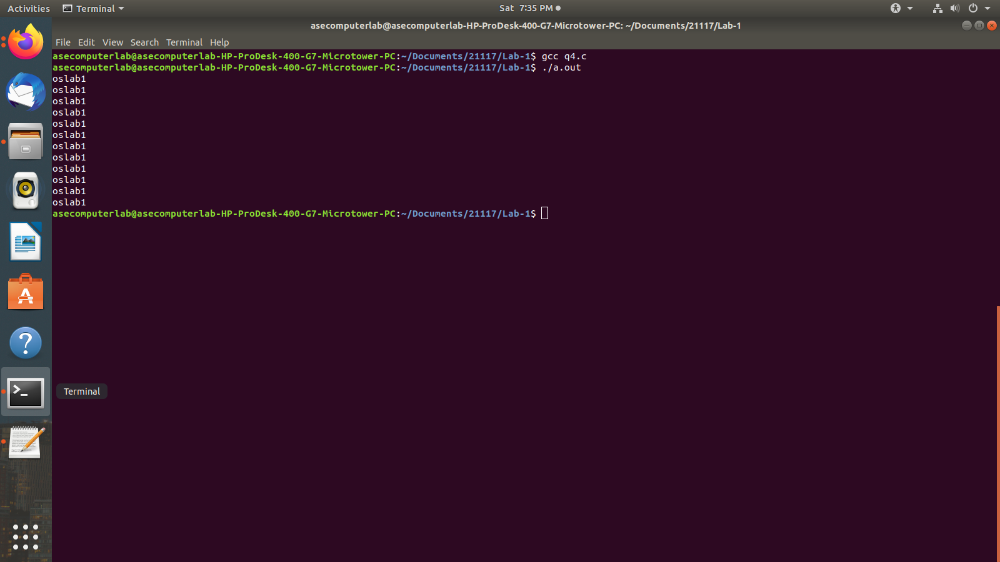 Activities
Terminal
Sat 7:35 PM
asecomputerlab@asecomputerlab-HP-ProDesk-400-G7-Microtower-PC: ~/Documents/21117/Lab-1
File Edit View Search Terminal Help
asecomputerlab@asecomputerlab-HP-ProDesk-400-G7-Microtower-PC:~/Documents/21117/Lab-1$ gcc q4.c
asecomputerlab@asecomputerlab-HP-ProDesk-400-G7-Microtower-PC:~/Documents/21117/Lab-1$ ./a.out
oslab1
oslab1
oslab1
oslab1
oslab1
oslab1
oslab1
oslab1
oslab1
oslab1
oslab1
oslab1
asecomputerlab@asecomputerlab-HP-ProDesk-400-G7-Microtower-PC:~/Documents/21117/Lab-1$
Terminal